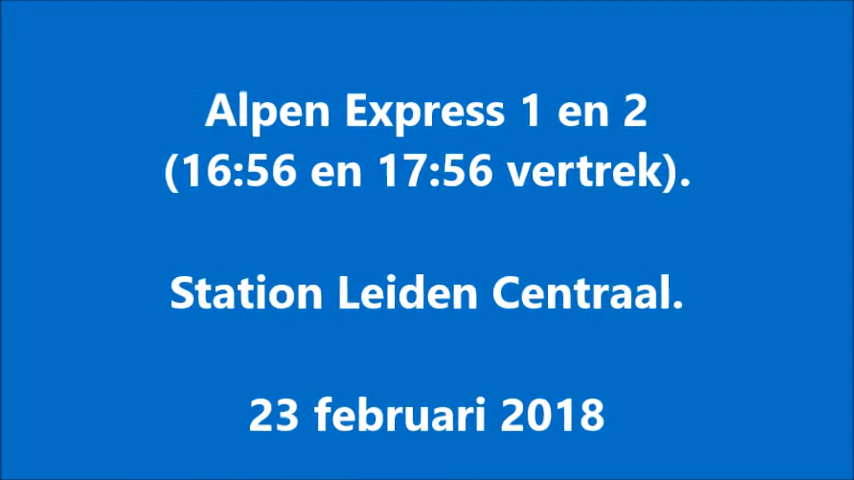 Alpen Express 1 en 2
(16:56 en 17:56 vertrek).
Station Leiden Centraal.
23 februari 2018